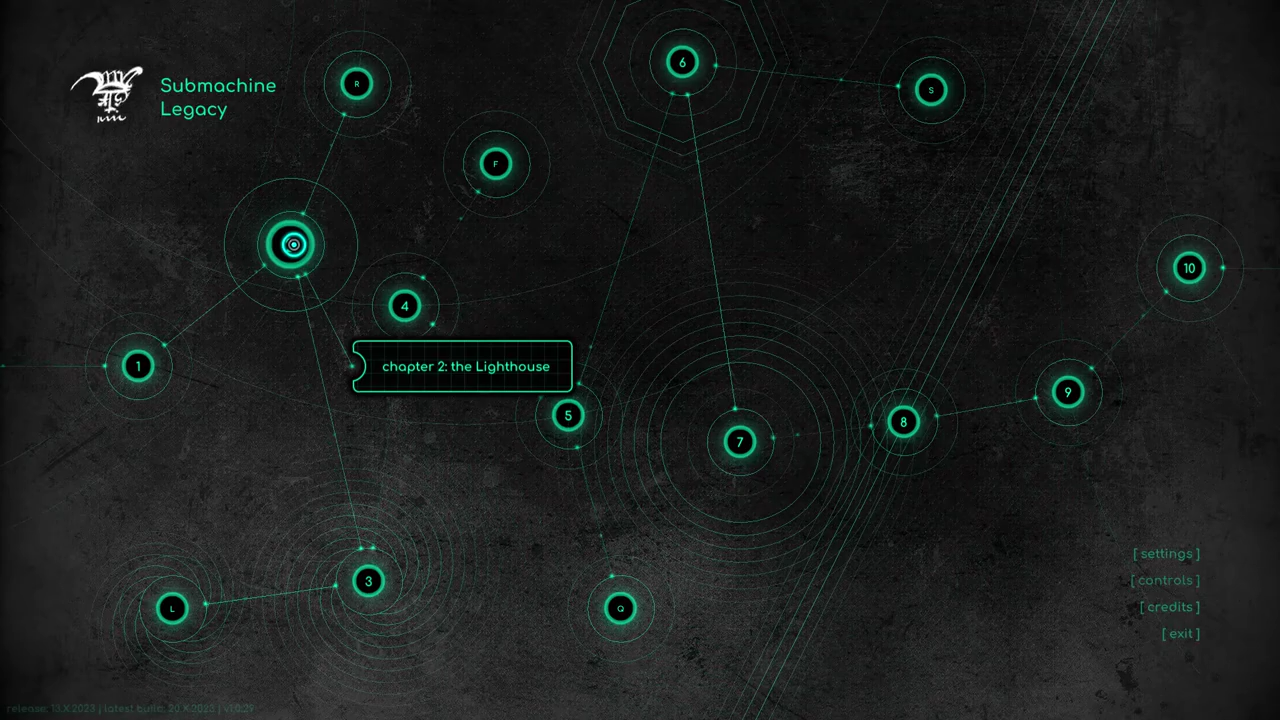 Submachine
Legacy
R
6
S
F
4
10
1
chapter 2: the Lighthouse
5
7
8
9
3
L
Q
[ settings ]
[ controls ]
[ credits ]
[ exit ]
release: 13.X.2023 | latest build: 20.X.2023 | v1.0.29